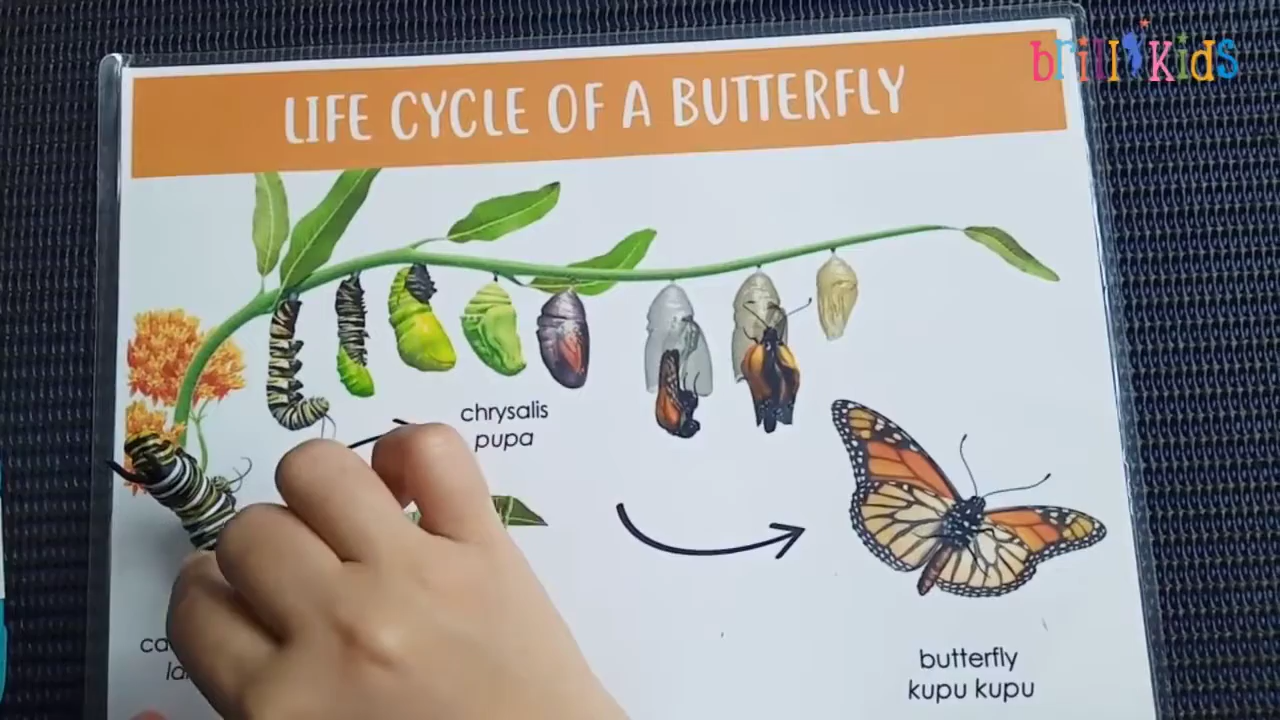 brillkids
LIFE CYCLE OF A BUTTERFLY
chrysalis
pupa
butterfly
kupu kupu